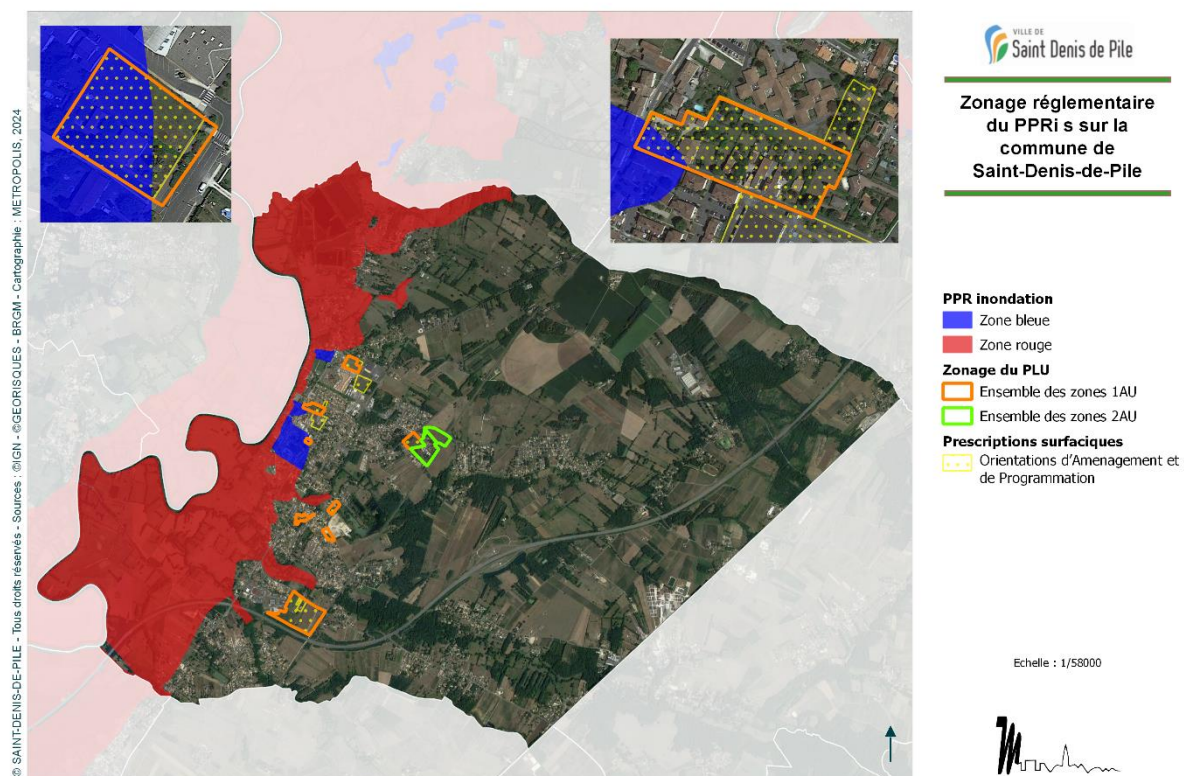 VILLE DE
Saint Denis de Pile
Zonage réglementaire
du PPRi s sur la
commune de
Saint-Denis-de-Pile
PPR inondation
Zone bleue
Zone rouge
Zonage du PLU
Ensemble des zones 1AU
Ensemble des zones 2AU
Prescriptions surfaciques
Orientations d'Amenagement et
de Programmation
Echelle : 1/58000
© SAINT-DENIS-DE-PILE - Tous droits réservés - Sources : ©IGN - ©GEORISQUES - BRGM - Cartographie : METROPOLIS, 2024